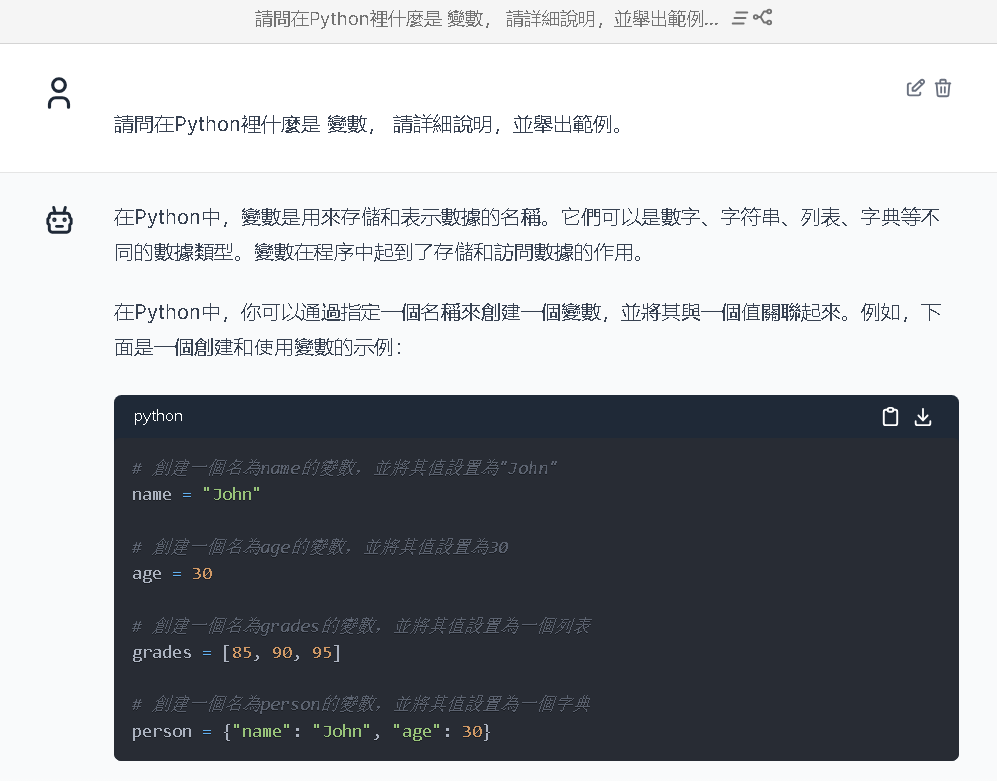 請問在Python裡什麼是 變數， 請詳細說明，並舉出範例...
請問在Python裡什麼是 變數， 請詳細說明，並舉出範例。
在Python中，變數是用來存儲和表示數據的名稱。它們可以是數字、字符串、列表、字典等不
同的數據類型。變數在程序中起到了存儲和訪問數據的作用。
在Python中，你可以通過指定一個名稱來創建一個變數，並將其與一個值關聯起來。例如，下
面是一個創建和使用變數的示例：
python
# 創建一個名為name的變數，並將其值設置為"John"
name = "John"
# 創建一個名為age的變數，並將其值設置為30
age = 30
# 創建一個名為grades的變數，並將其值設置為一個列表
grades = [85, 90, 95]
# 創建一個名為person的變數，並將其值設置為一個字典
person = {"name": "John", "age": 30}